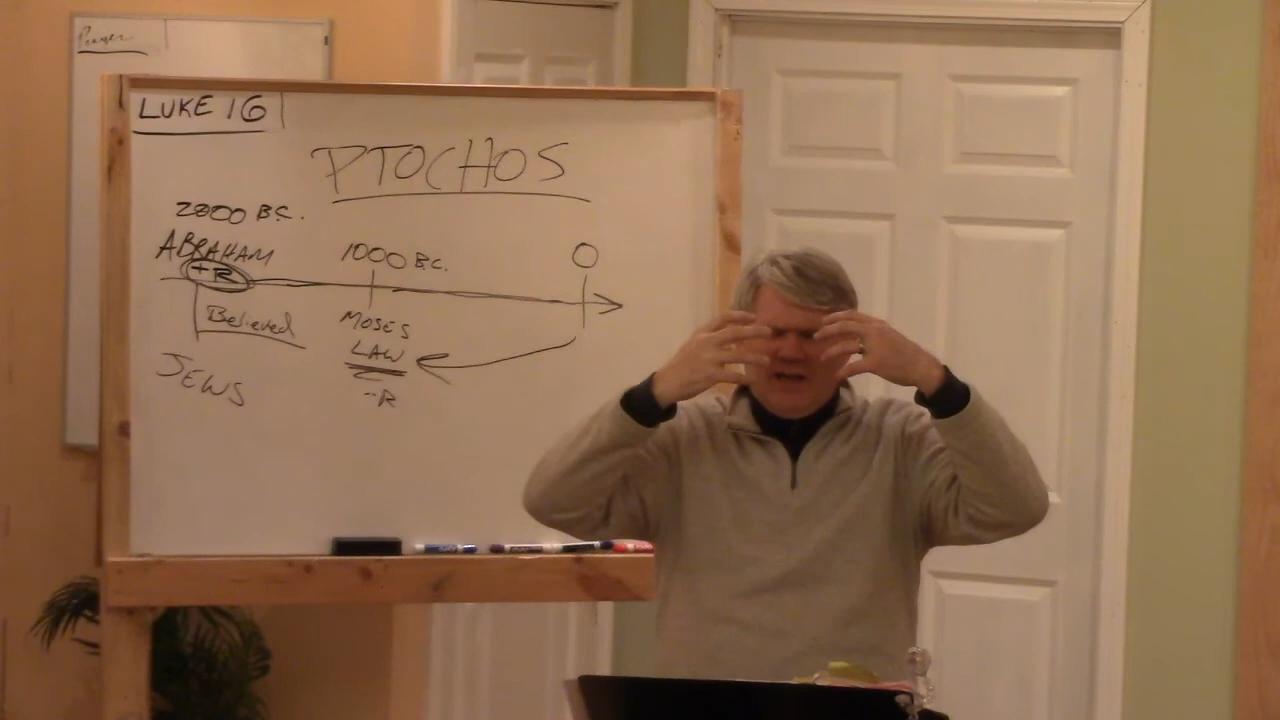 Prayer
LUKE 16
PTOCHOS
2000 B.C.
ABRAHAM
+R
1000 B.C.
0
Believed
MOSES
LAW
-R
JEWS